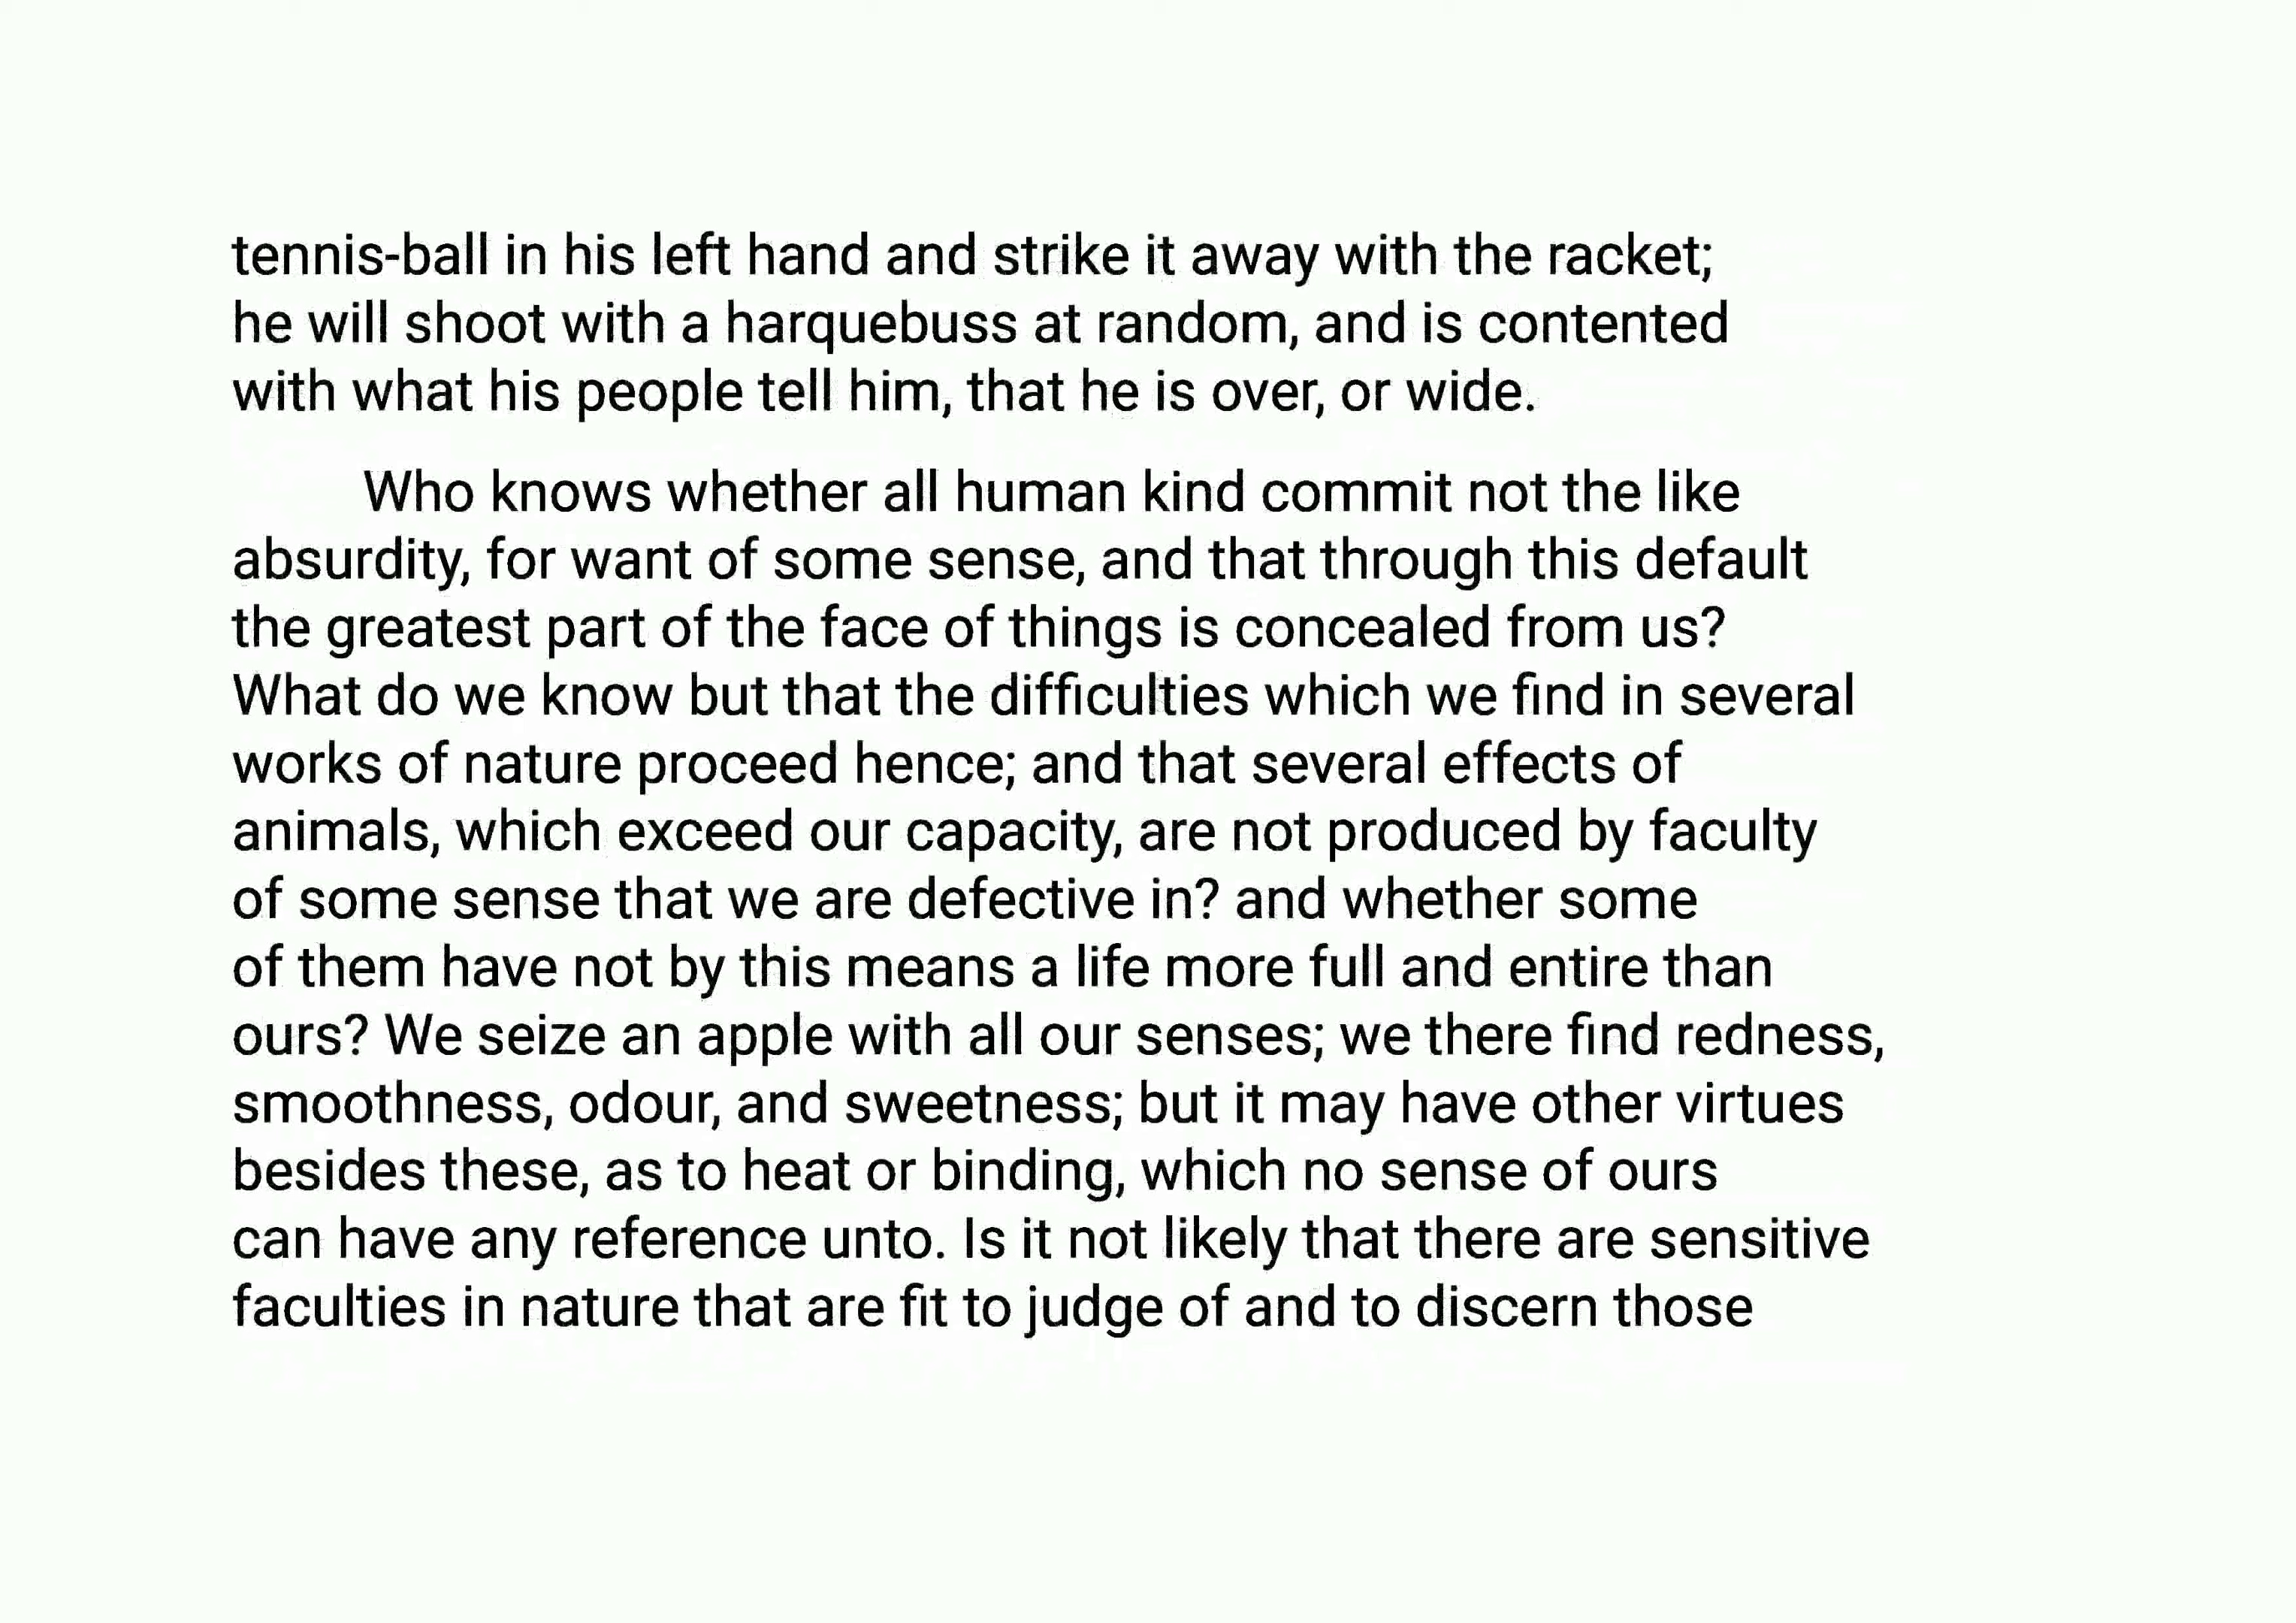 tennis-ball in his left hand and strike it away with the racket;
he will shoot with a harquebuss at random, and is contented
with what his people tell him, that he is over, or wide.
Who knows whether all human kind commit not the like
absurdity, for want of some sense, and that through this default
the greatest part of the face of things is concealed from us?
What do we know but that the difficulties which we find in several
works of nature proceed hence; and that several effects of
animals, which exceed our capacity, are not produced by faculty
of some sense that we are defective in? and whether some
of them have not by this means a life more full and entire than
ours? We seize an apple with all our senses; we there find redness,
smoothness, odour, and sweetness; but it may have other virtues
besides these, as to heat or binding, which no sense of ours
can have any reference unto. Is it not likely that there are sensitive
faculties in nature that are fit to judge of and to discern those